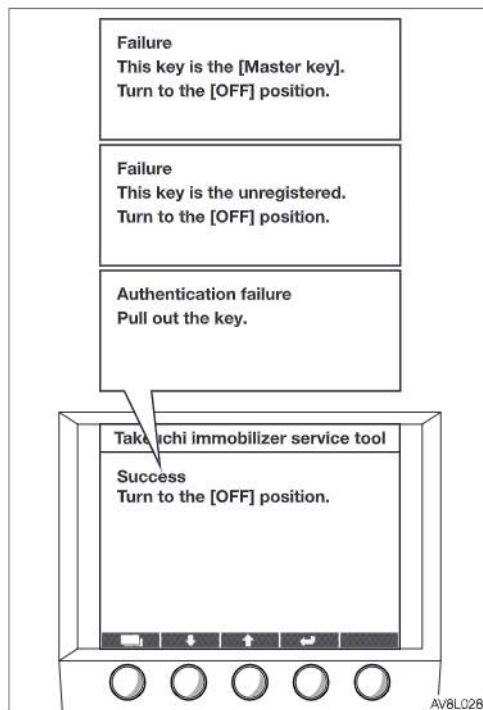 Failure
This key is the [Master key].
Turn to the [OFF] position.
Failure
This key is the unregistered.
Turn to the [OFF] position.
Authentication failure
Pull out the key.
Takeuchi immobilizer service tool
Success
Turn to the [OFF] position.
AV8L028